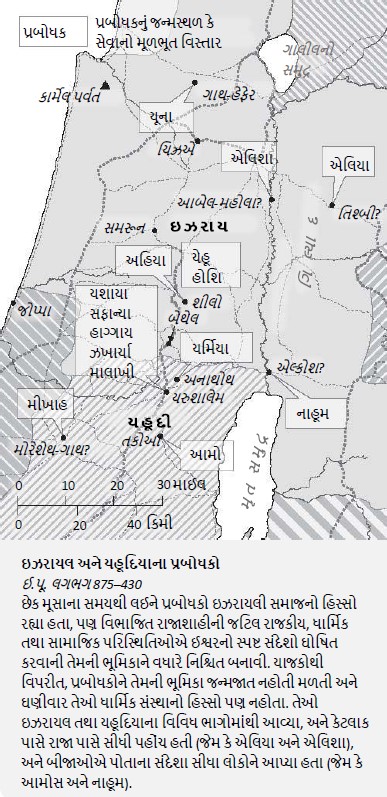 પ્રબોધક
પ્રબોધકનું જન્મસ્થળ કે
સેવાનો મૂળભૂત વિસ્તાર
ગાલીલનો
સમુદ્ર
કાર્મેલ પર્વત
ગાથ-હેફેર
યૂના
યિઝએ
એલિશા
એલિયા
આબેલ-મહોલા?
તિશ્બી?
સમરૂન
ઇઝરાય
અહિયા
યેહૂ
હોશિ
યશાયા
સફાન્યા
હાગ્ગાય
ઝખાર્યા
માલાખી
શીલો
બેથેલ
જોપ્પા
યર્મિયા
એલ્કોશ?
અનાથોથ
યરુશાલેમ
મીખાહ
નાહૂમ
યહૂદી
તકોઆ
મોરેશેથ-ગાથ?
આમો
મૃત સમુદ્ર
0 10 20 30 માઈલ
0 20 40 કિમી
ઇઝરાયલ અને યહૂદિયાના પ્રબોધકો
ઈ.પૂ. લગભગ 875–430
છેક મૂસાના સમયથી લઈને પ્રબોધકો ઇઝરાયલી સમાજનો હિસ્સો
રહ્યા હતા, પણ વિભાજિત રાજાશાહીની જટિલ રાજકીય, ધાર્મિક
તથા સામાજિક પરિસ્થિતિઓએ ઈશ્વરનો સ્પષ્ટ સંદેશો ઘોષિત
કરવાની તેમની ભૂમિકાને વધારે નિશ્ચિત બનાવી. યાજકોથી
વિપરીત, પ્રબોધકોને તેમની ભૂમિકા જન્મજાત નહોતી મળતી અને
ઘણીવાર તેઓ ધાર્મિક સંસ્થાનો હિસ્સો પણ નહોતા. તેઓ
ઇઝરાયલ તથા યહૂદિયાના વિવિધ ભાગોમાંથી આવ્યા, અને કેટલાક
પાસે રાજા પાસે સીધી પહોંચ હતી (જેમ કે એલિયા અને એલિશા),
અને બીજાઓએ પોતાના સંદેશા સીધા લોકોને આપ્યા હતા (જેમ કે
આમોસ અને નાહૂમ).